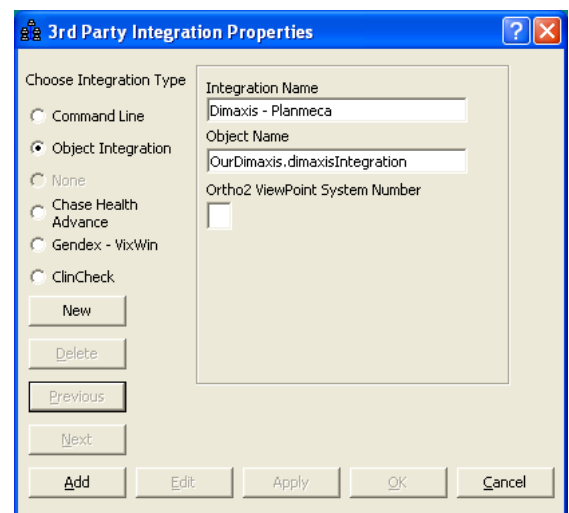 3rd Party Integration Properties
Choose Integration Type
Command Line
Object Integration
None
Chase Health
Advance
Gendex - VixWin
ClinCheck
New
Delete
Previous
Next
Integration Name
Dimaxis - Planmeca
Object Name
OurDimaxis.dimaxisIntegration
Ortho2 ViewPoint System Number
Add
Edit
Apply
OK
Cancel